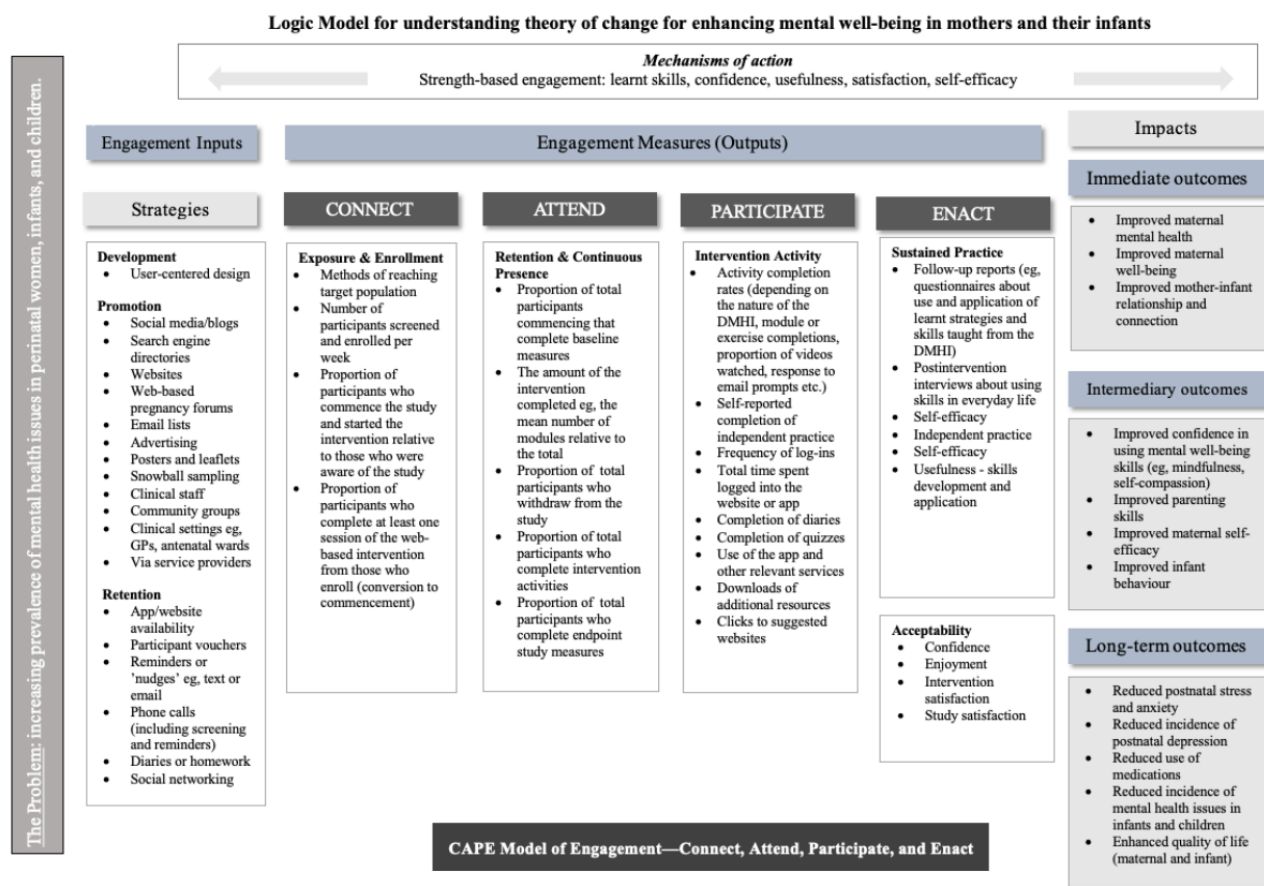 Logic Model for understanding theory of change for enhancing mental well-being in mothers and their infants
Mechanisms of action
Strength-based engagement: learnt skills, confidence, usefulness, satisfaction, self-efficacy
The Problem: increasing prevalence of mental health issues in perinatal women, infants, and children.
Engagement Inputs
Strategies
Development
• User-centered design
Promotion
• Social media/blogs
• Search engine
directories
• Websites
• Web-based
pregnancy forums
• Email lists
• Advertising
• Posters and leaflets
• Snowball sampling
• Clinical staff
• Community groups
• Clinical settings eg,
GPs, antenatal wards
• Via service providers
Retention
• App/website
availability
• Participant vouchers
• Reminders or
'nudges' eg, text or
email
• Phone calls
(including screening
and reminders)
• Diaries or homework
• Social networking
Engagement Measures (Outputs)
CONNECT
Exposure & Enrollment
• Methods of reaching
target population
• Number of
participants screened
and enrolled per
week
• Proportion of
participants who
commence the study
and started the
intervention relative
to those who were
aware of the study
• Proportion of
participants who
complete at least one
session of the web-
based intervention
from those who
enroll (conversion to
commencement)
ATTEND
Retention & Continuous
Presence
• Proportion of total
participants
commencing that
complete baseline
measures
• The amount of the
intervention
completed eg, the
mean number of
modules relative to
the total
• Proportion of total
participants who
withdraw from the
study
• Proportion of total
participants who
complete intervention
activities
• Proportion of total
participants who
complete endpoint
study measures
PARTICIPATE
Intervention Activity
• Activity completion
rates (depending on
the nature of the
DMHI, module or
exercise completions,
proportion of videos
watched, response to
email prompts etc.)
• Self-reported
completion of
independent practice
• Frequency of log-ins
• Total time spent
logged into the
website or app
• Completion of diaries
• Completion of quizzes
• Use of the app and
other relevant services
• Downloads of
additional resources
• Clicks to suggested
websites
ENACT
Sustained Practice
• Follow-up reports (eg,
questionnaires about
use and application of
learnt strategies and
skills taught from the
DMHI)
• Postintervention
interviews about using
skills in everyday life
• Self-efficacy
• Independent practice
• Self-efficacy
• Usefulness - skills
development and
application
Acceptability
• Confidence
• Enjoyment
• Intervention
satisfaction
• Study satisfaction
Impacts
Immediate outcomes
• Improved maternal
mental health
• Improved maternal
well-being
• Improved mother-infant
relationship and
connection
Intermediary outcomes
• Improved confidence in
using mental well-being
skills (eg, mindfulness,
self-compassion)
• Improved parenting
skills
• Improved maternal self-
efficacy
• Improved infant
behaviour
Long-term outcomes
• Reduced postnatal stress
and anxiety
• Reduced incidence of
postnatal depression
• Reduced use of
medications
• Reduced incidence of
mental health issues in
infants and children
• Enhanced quality of life
(maternal and infant)
CAPE Model of Engagement—Connect, Attend, Participate, and Enact